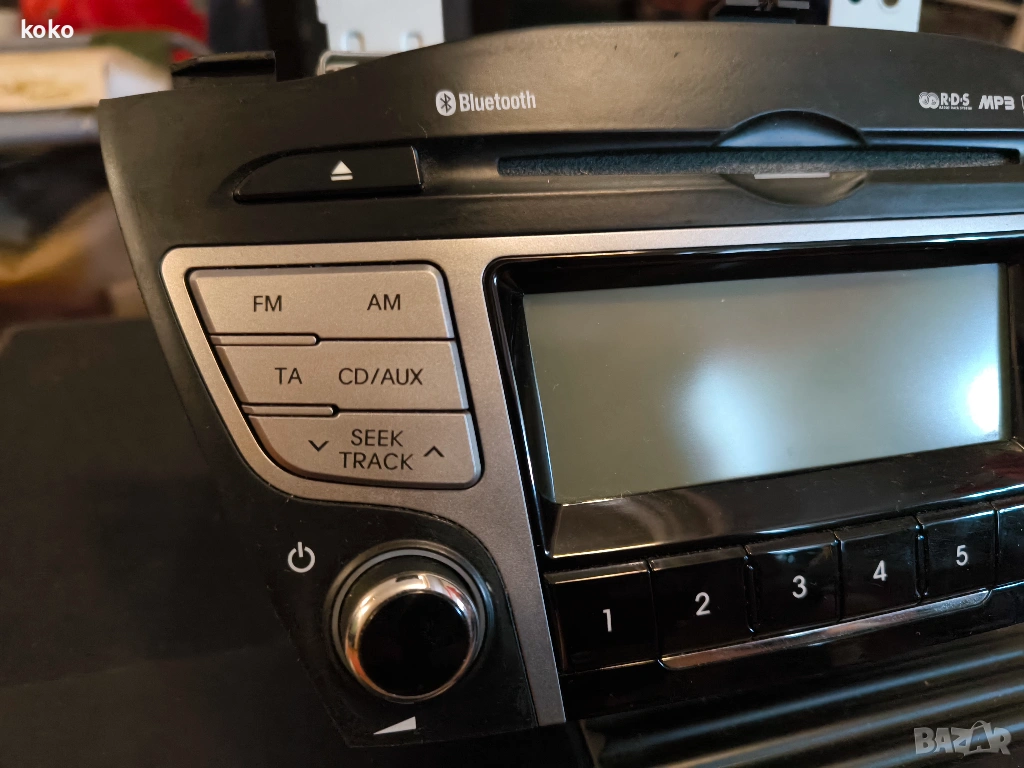 koko
Bluetooth
R·D·S MP3
FM AM
TA CD/AUX
SEEK
TRACK
1 2 3 4 5
BAZAR